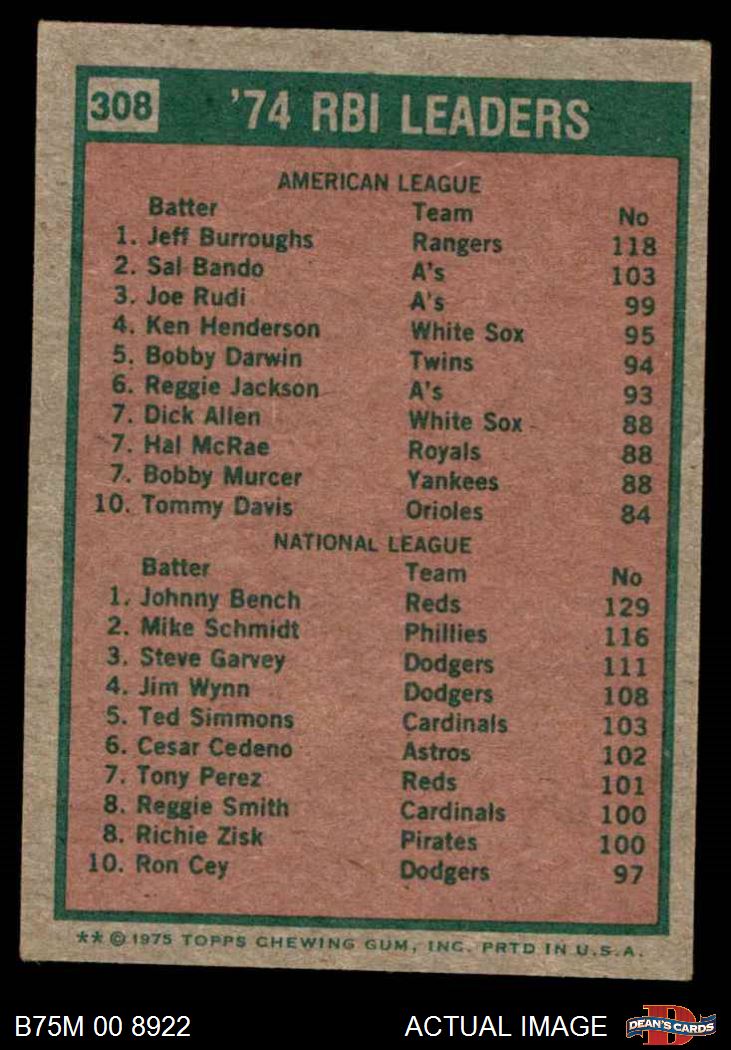 308 '74 RBI LEADERS
AMERICAN LEAGUE
Batter Team No
1. Jeff Burroughs Rangers 118
2. Sal Bando A's 103
3. Joe Rudi A's 99
4. Ken Henderson White Sox 95
5. Bobby Darwin Twins 94
6. Reggie Jackson A's 93
7. Dick Allen White Sox 88
7. Hal McRae Royals 88
7. Bobby Murcer Yankees 88
10. Tommy Davis Orioles 84
NATIONAL LEAGUE
Batter Team No
1. Johnny Bench Reds 129
2. Mike Schmidt Phillies 116
3. Steve Garvey Dodgers 111
4. Jim Wynn Dodgers 108
5. Ted Simmons Cardinals 103
6. Cesar Cedeno Astros 102
7. Tony Perez Reds 101
8. Reggie Smith Cardinals 100
8. Richie Zisk Pirates 100
10. Ron Cey Dodgers 97
** © 1975 TOPPS CHEWING GUM, INC. PRTD IN U.S.A.
B75M 00 8922 ACTUAL IMAGE D DEAN'S CARDS